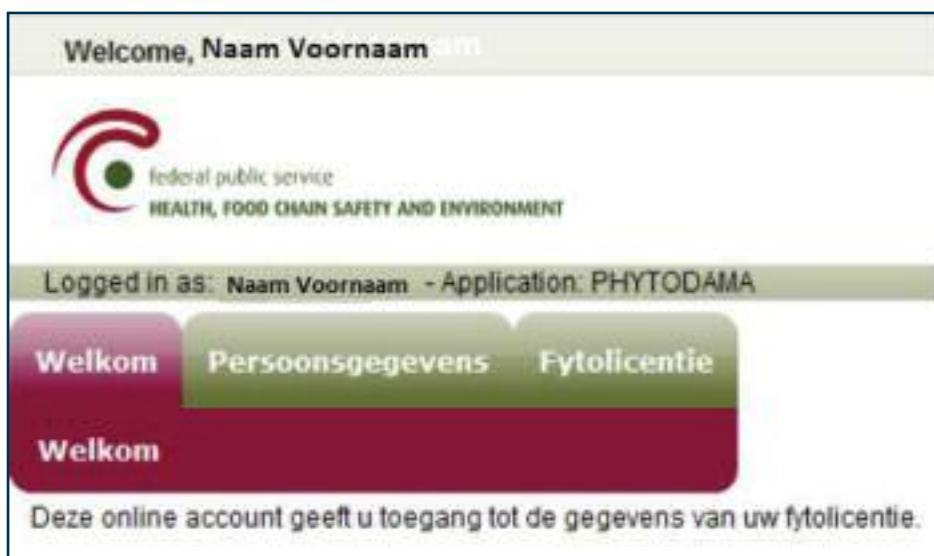 Welcome, Naam Voornaam
federal public service
HEALTH, FOOD CHAIN SAFETY AND ENVIRONMENT
Logged in as: Naam Voornaam - Application: PHYTODAMA
Welkom Persoonsgegevens Fytolicentie
Welkom
Deze online account geeft u toegang tot de gegevens van uw fytolicentie.